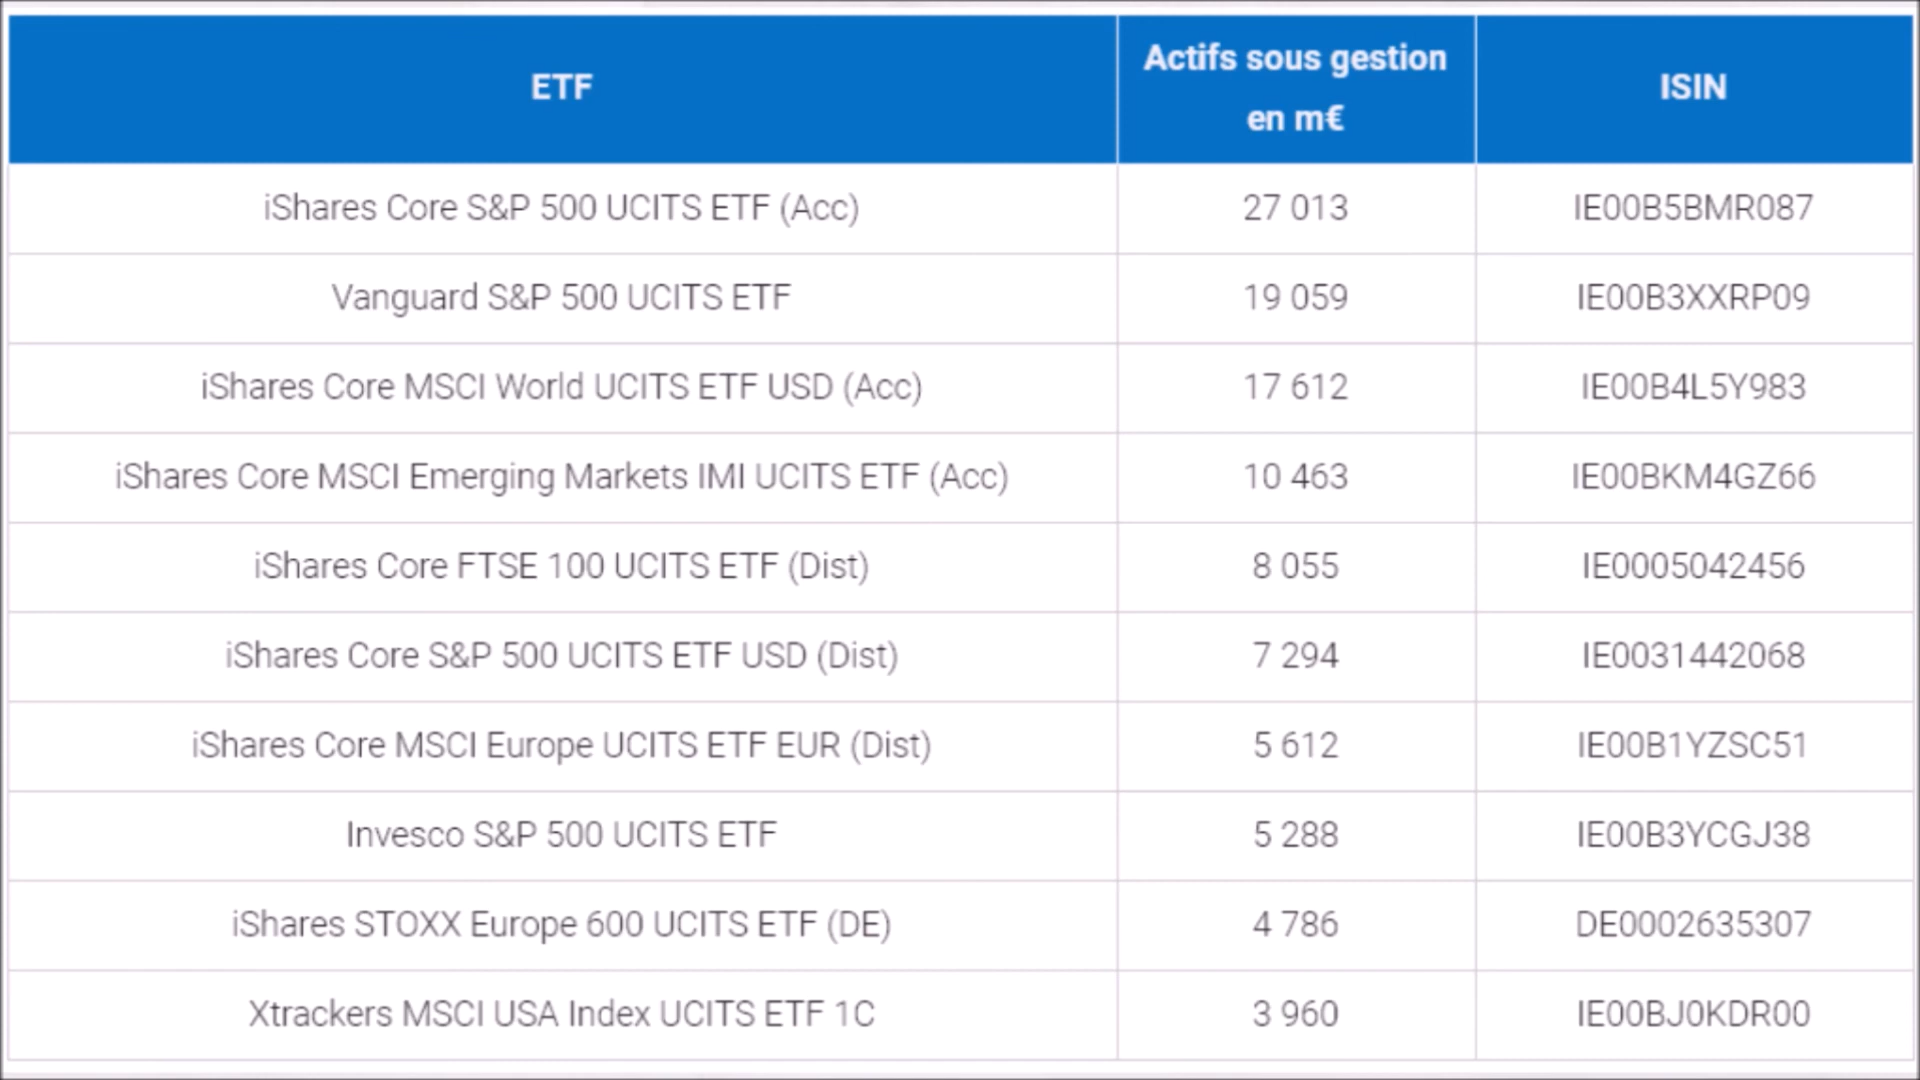 ETF
Actifs sous gestion
en m€
ISIN
iShares Core S&P 500 UCITS ETF (Acc) 27 013 IE00B5BMR087
Vanguard S&P 500 UCITS ETF 19 059 IE00B3XXRP09
iShares Core MSCI World UCITS ETF USD (Acc) 17 612 IE00B4L5Y983
iShares Core MSCI Emerging Markets IMI UCITS ETF (Acc) 10 463 IE00BKM4GZ66
iShares Core FTSE 100 UCITS ETF (Dist) 8 055 IE0005042456
iShares Core S&P 500 UCITS ETF USD (Dist) 7 294 IE0031442068
iShares Core MSCI Europe UCITS ETF EUR (Dist) 5 612 IE00B1YZSC51
Invesco S&P 500 UCITS ETF 5 288 IE00B3YCGJ38
iShares STOXX Europe 600 UCITS ETF (DE) 4 786 DE0002635307
Xtrackers MSCI USA Index UCITS ETF 1C 3 960 IE00BJ0KDR00